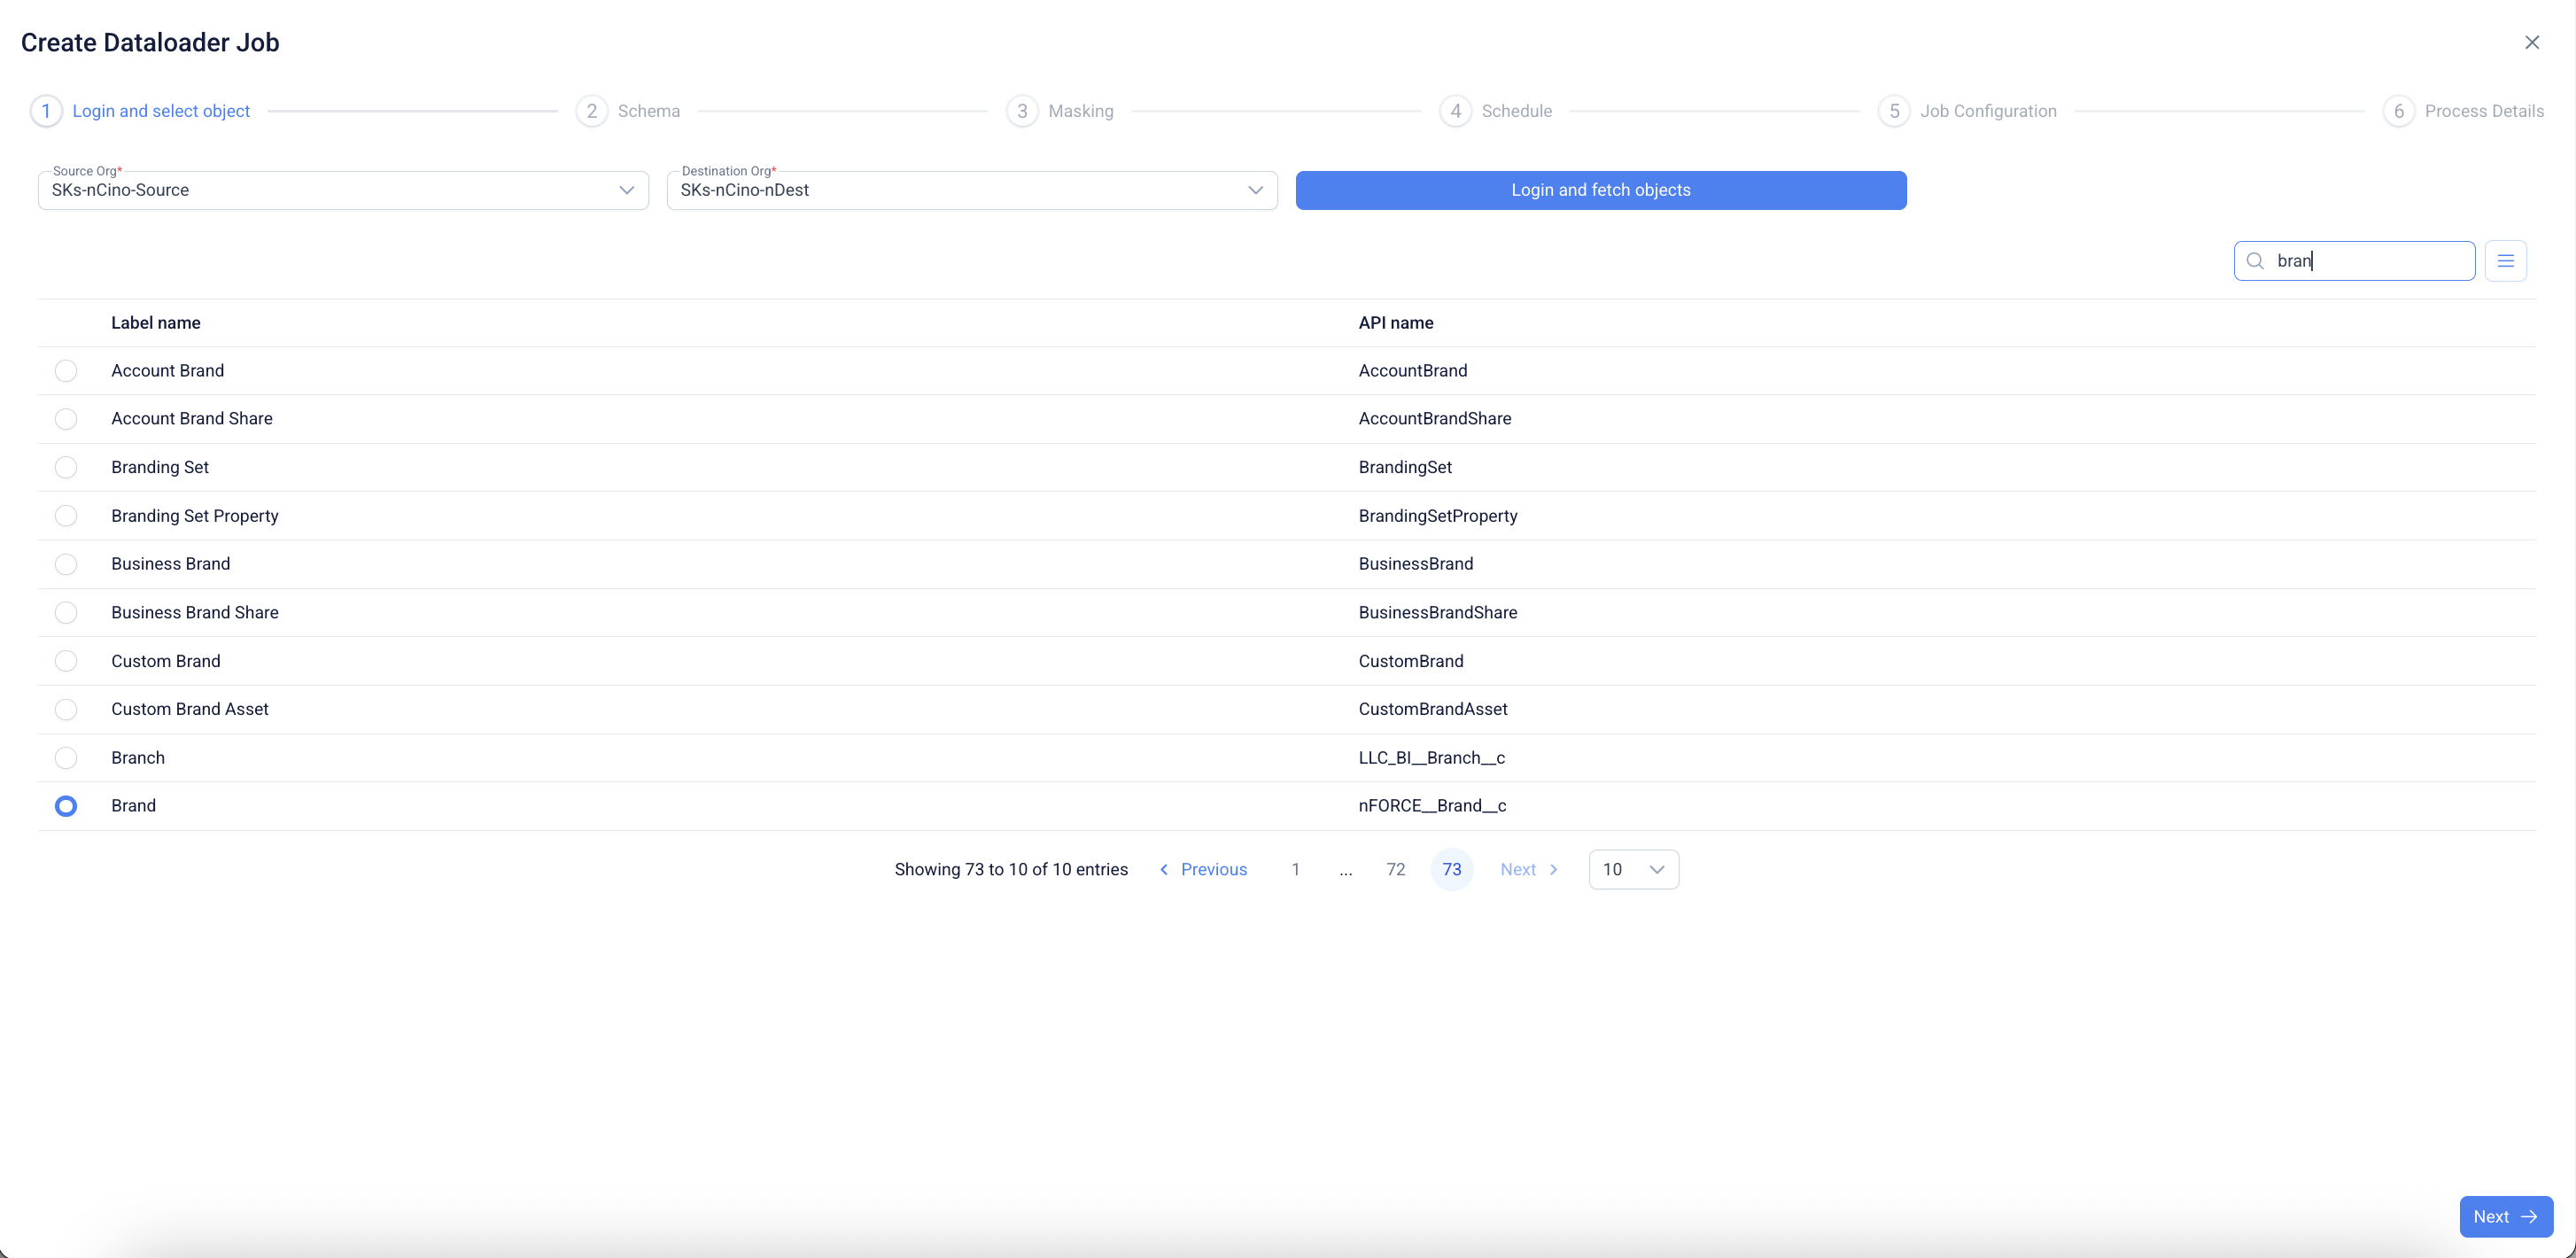 Create Dataloader Job
1 Login and select object 2 Schema 3 Masking 4 Schedule 5 Job Configuration 6 Process Details
Source Org* Destination Org*
SKs-nCino-Source SKs-nCino-nDest Login and fetch objects
bran
Label name API name
Account Brand AccountBrand
Account Brand Share AccountBrandShare
Branding Set BrandingSet
Branding Set Property BrandingSetProperty
Business Brand BusinessBrand
Business Brand Share BusinessBrandShare
Custom Brand CustomBrand
Custom Brand Asset CustomBrandAsset
Branch LLC_BI__Branch__c
Brand nFORCE__Brand__c
Showing 73 to 10 of 10 entries Previous 1 ... 72 73 Next 10
Next